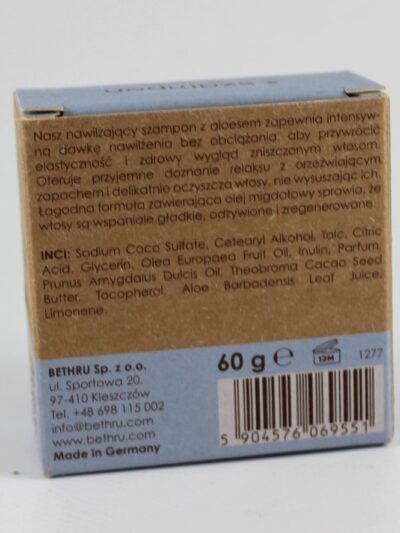 Nasz nawilżający szampon z aloesem zapewnia intensyw-
ną dawkę nawilżenia bez obciążania, aby przywrócić
elastyczność i zdrowy wygląd zniszczonym włosom.
Oferuje przyjemne doznanie relaksu z orzeźwiającym
zapachem i delikatnie oczyszcza włosy, nie wysuszając ich.
Łagodna formuła zawierająca olej migdałowy sprawia, że
włosy są wspaniale gładkie, odżywione i zregenerowane.
INCI: Sodium Coco Sulfate, Cetearyl Alkohol, Talc, Citric
Acid, Glycerin, Olea Europaea Fruit Oil, Inulin, Parfum,
Prunus Amygdalus Dulcis Oil, Theobroma Cacao Seed
Butter, Tocopherol, Aloe Barbadensis Leaf Juice,
Limonene.
BETHRU Sp. z o.o.
ul. Sportowa 20,
97-410 Kleszczów
Tel. +48 698 115 002
info@bethru.com
www.bethru.com
Made in Germany
60 g ℮ 12M 1277
5 904576 069551